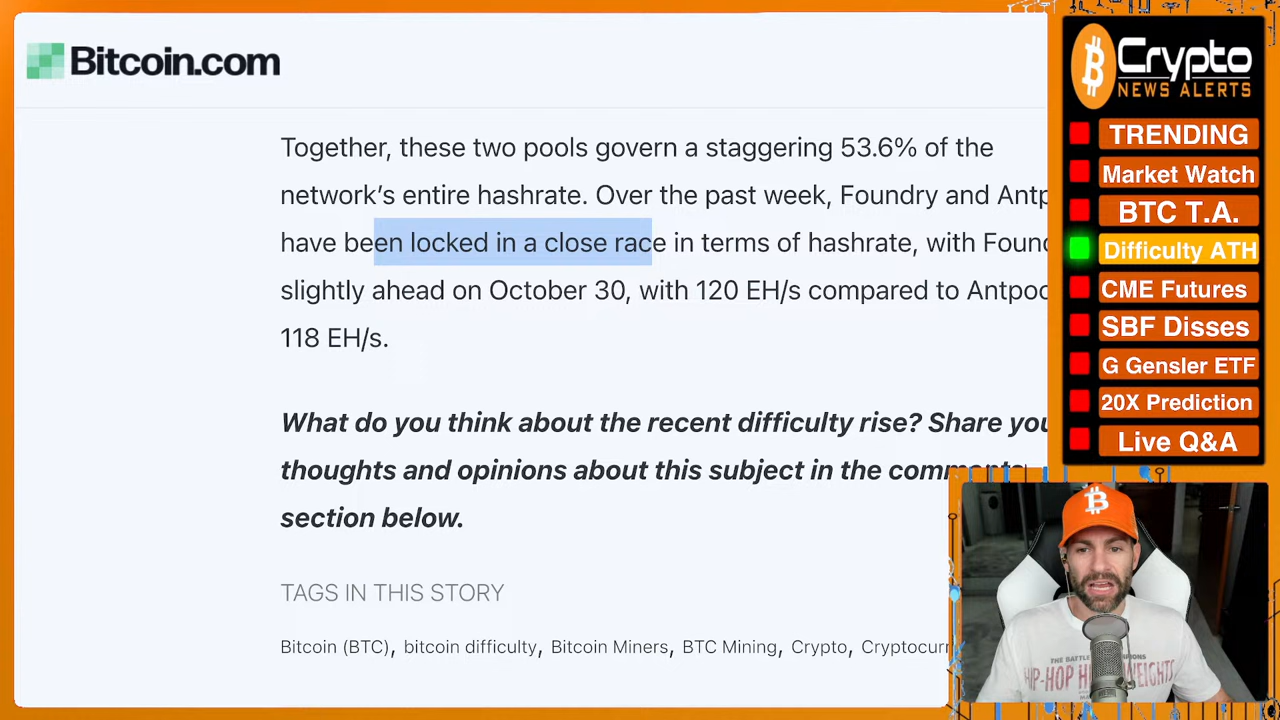 Bitcoin.com
Together, these two pools govern a staggering 53.6% of the
network's entire hashrate. Over the past week, Foundry and Antp
have been locked in a close race in terms of hashrate, with Found
slightly ahead on October 30, with 120 EH/s compared to Antpoo
118 EH/s.
What do you think about the recent difficulty rise? Share you
thoughts and opinions about this subject in the comments
section below.
TAGS IN THIS STORY
Bitcoin (BTC), bitcoin difficulty, Bitcoin Miners, BTC Mining, Crypto, Cryptocurr
Crypto
NEWS ALERTS
TRENDING
Market Watch
BTC T.A.
Difficulty ATH
CME Futures
SBF Disses
G Gensler ETF
20X Prediction
Live Q&A